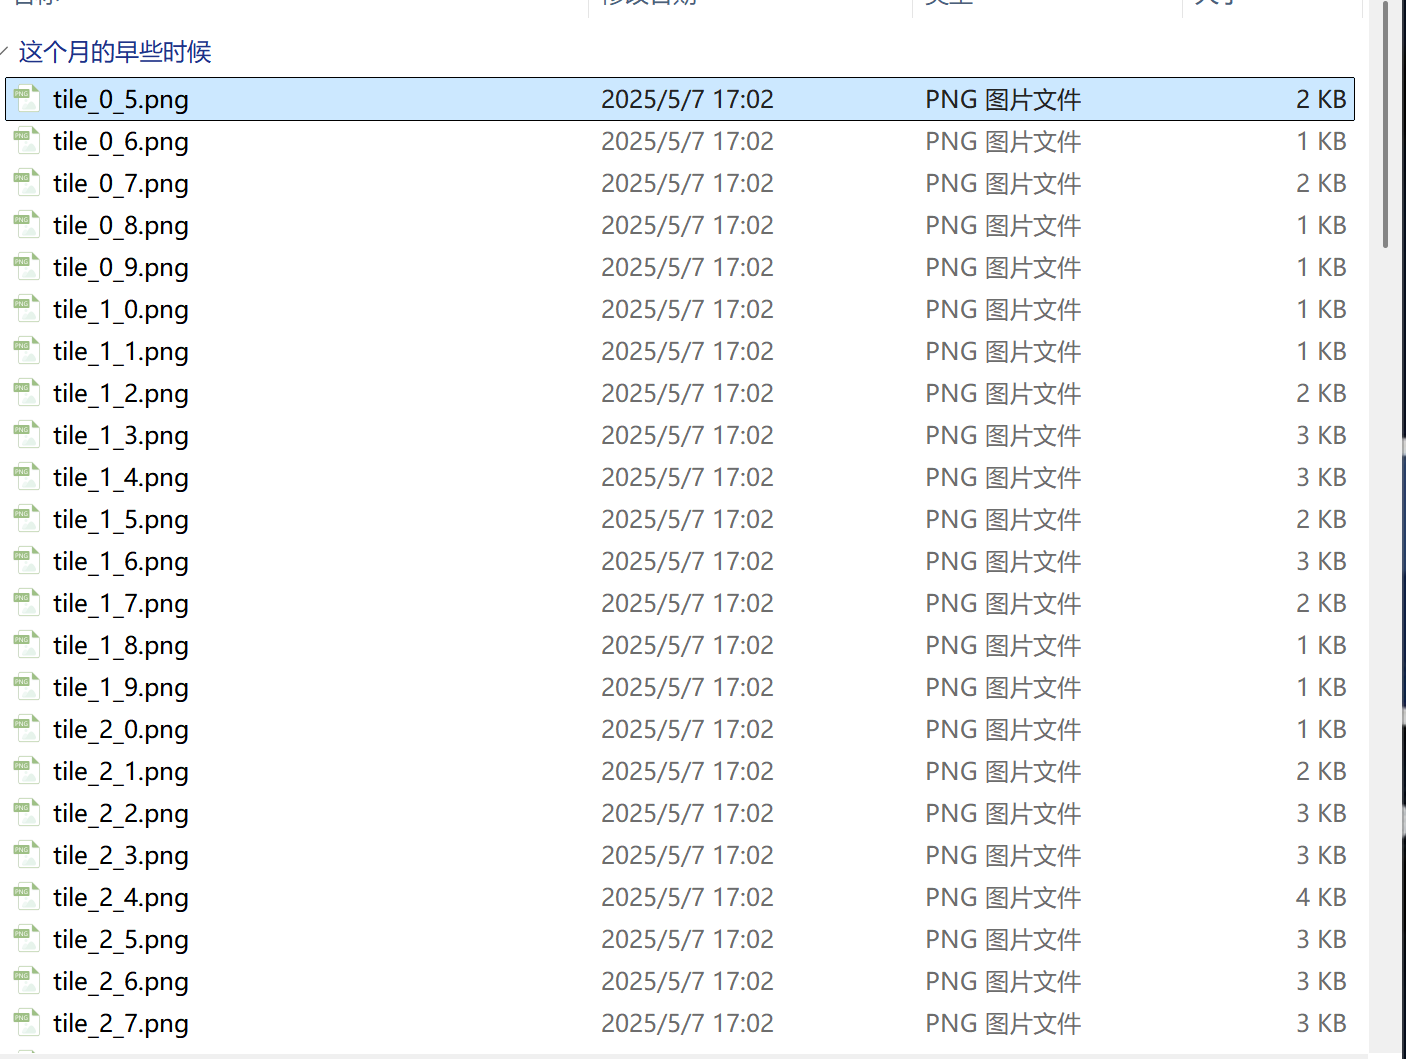 这个月的早些时候
tile_0_5.png 2025/5/7 17:02 PNG 图片文件 2 KB
tile_0_6.png 2025/5/7 17:02 PNG 图片文件 1 KB
tile_0_7.png 2025/5/7 17:02 PNG 图片文件 2 KB
tile_0_8.png 2025/5/7 17:02 PNG 图片文件 1 KB
tile_0_9.png 2025/5/7 17:02 PNG 图片文件 1 KB
tile_1_0.png 2025/5/7 17:02 PNG 图片文件 1 KB
tile_1_1.png 2025/5/7 17:02 PNG 图片文件 1 KB
tile_1_2.png 2025/5/7 17:02 PNG 图片文件 2 KB
tile_1_3.png 2025/5/7 17:02 PNG 图片文件 3 KB
tile_1_4.png 2025/5/7 17:02 PNG 图片文件 3 KB
tile_1_5.png 2025/5/7 17:02 PNG 图片文件 2 KB
tile_1_6.png 2025/5/7 17:02 PNG 图片文件 3 KB
tile_1_7.png 2025/5/7 17:02 PNG 图片文件 2 KB
tile_1_8.png 2025/5/7 17:02 PNG 图片文件 1 KB
tile_1_9.png 2025/5/7 17:02 PNG 图片文件 1 KB
tile_2_0.png 2025/5/7 17:02 PNG 图片文件 1 KB
tile_2_1.png 2025/5/7 17:02 PNG 图片文件 2 KB
tile_2_2.png 2025/5/7 17:02 PNG 图片文件 3 KB
tile_2_3.png 2025/5/7 17:02 PNG 图片文件 3 KB
tile_2_4.png 2025/5/7 17:02 PNG 图片文件 4 KB
tile_2_5.png 2025/5/7 17:02 PNG 图片文件 3 KB
tile_2_6.png 2025/5/7 17:02 PNG 图片文件 3 KB
tile_2_7.png 2025/5/7 17:02 PNG 图片文件 3 KB